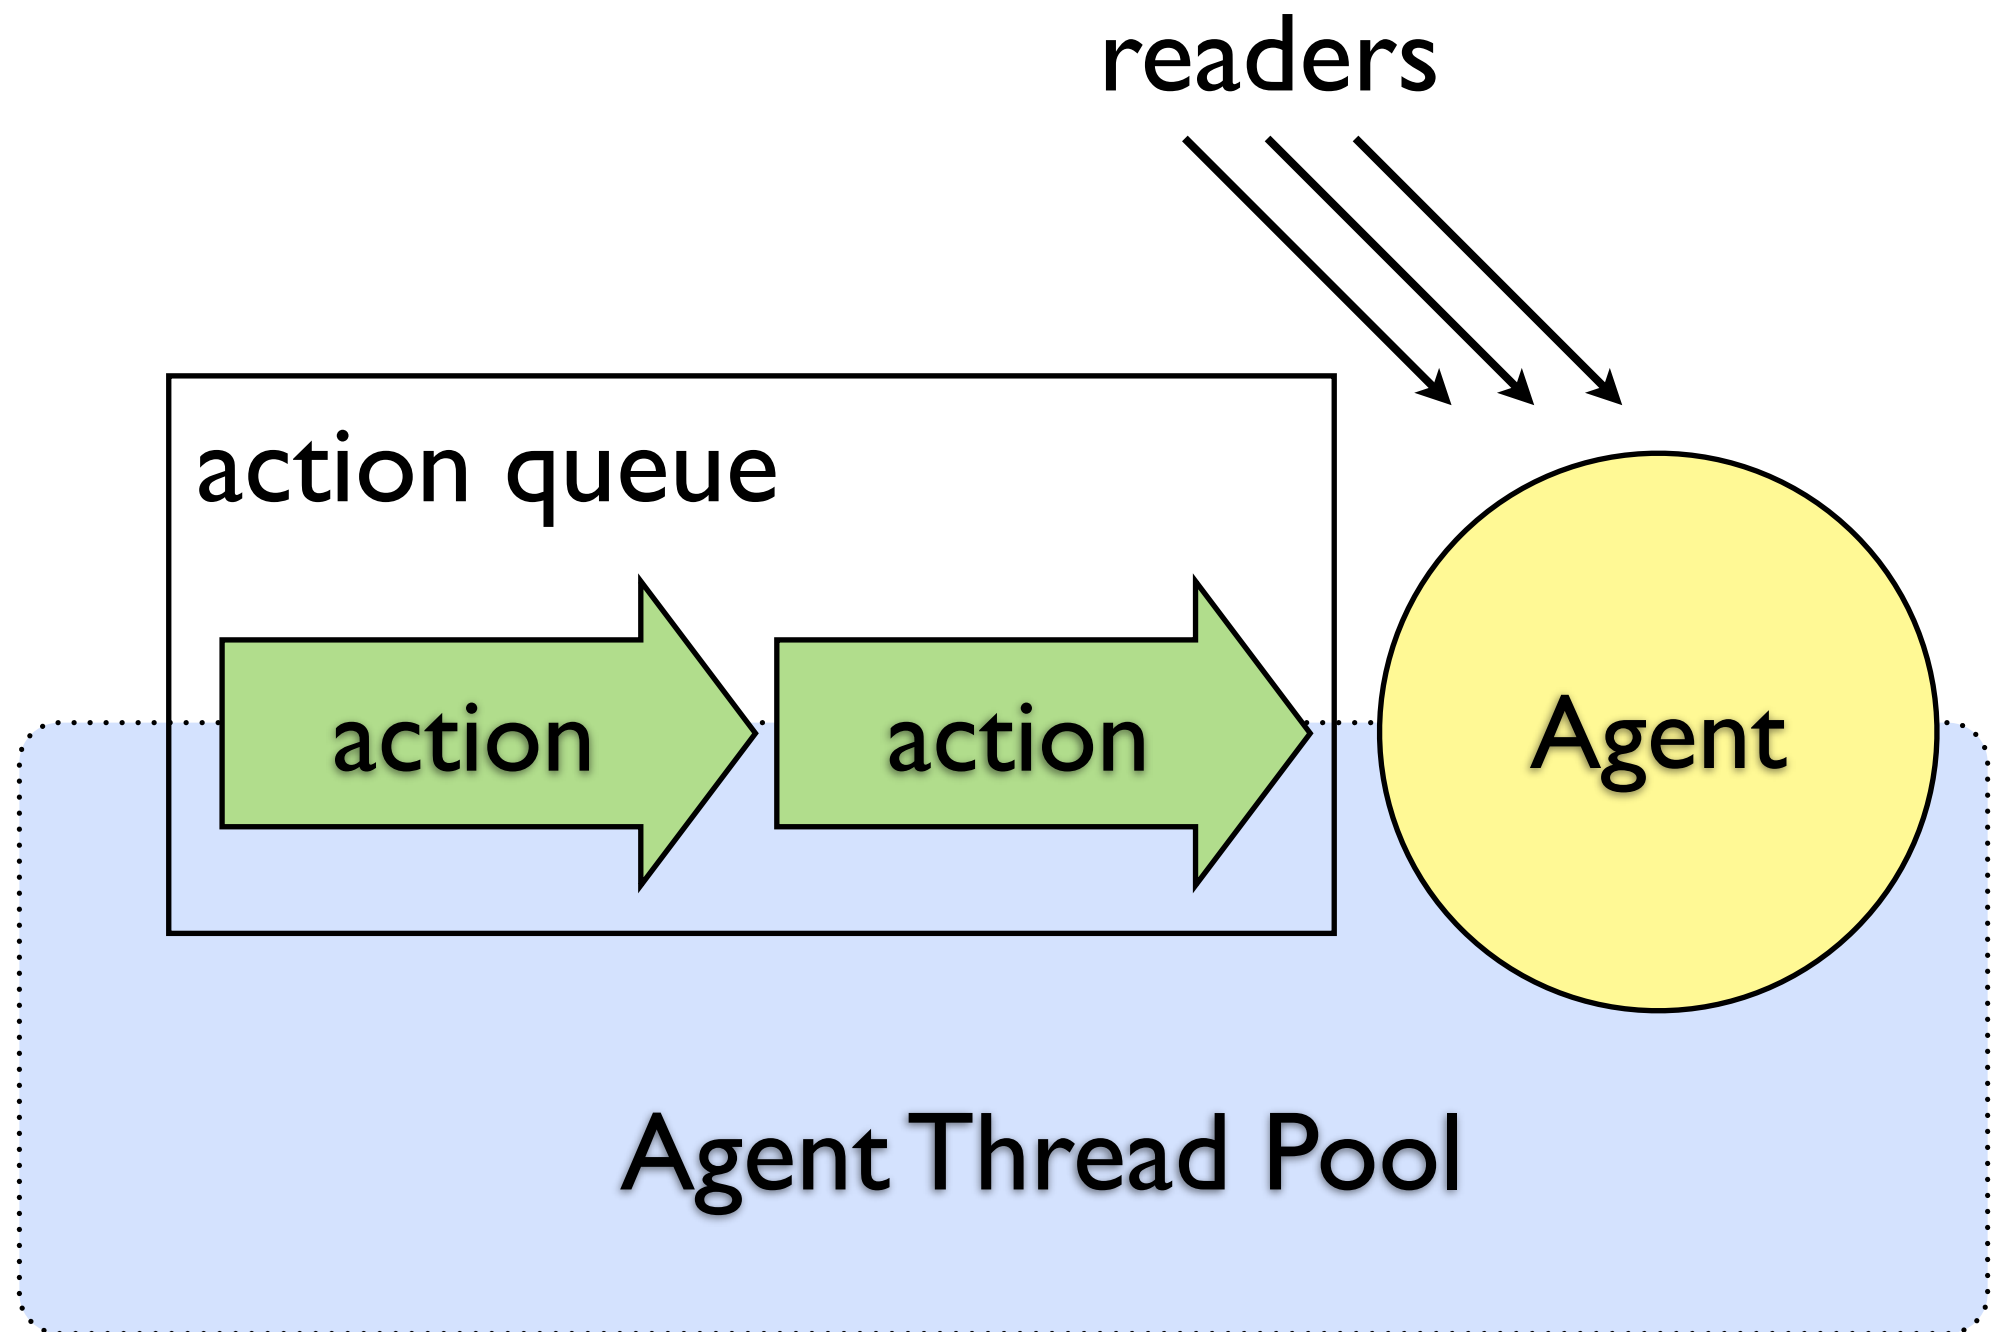 readers
action queue
action
action
Agent
Agent Thread Pool